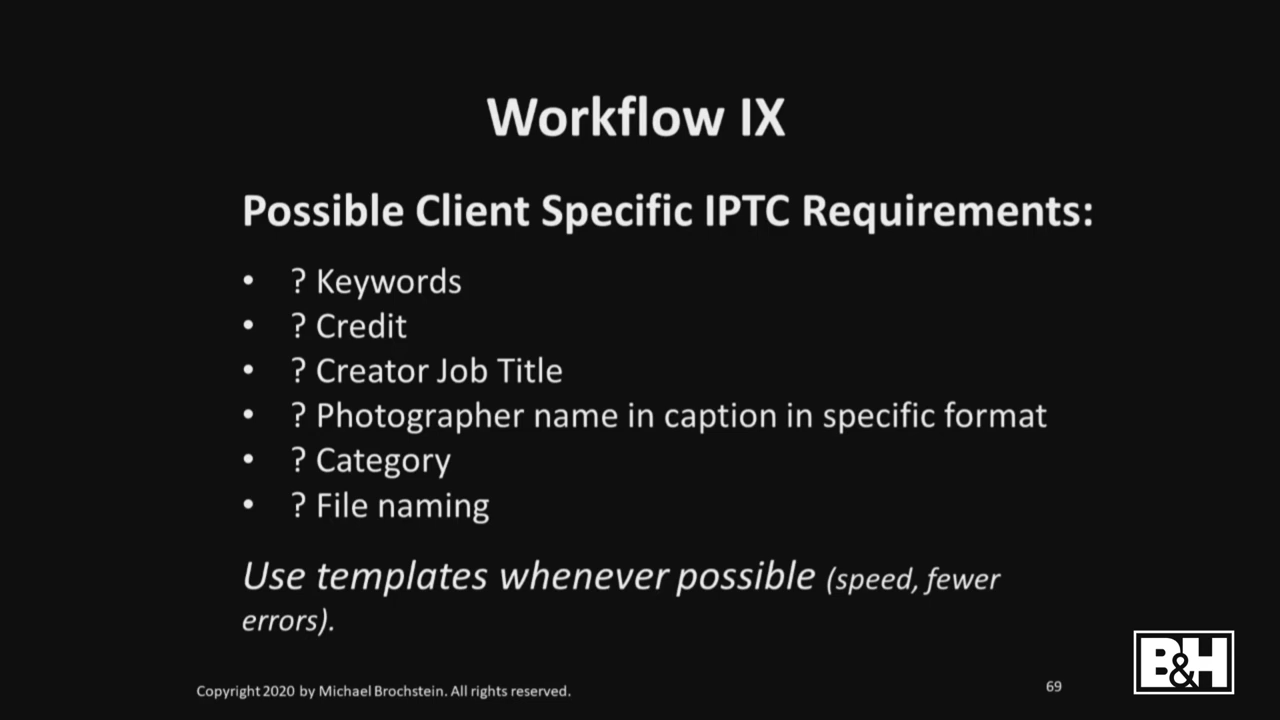 Workflow IX
Possible Client Specific IPTC Requirements:
• ? Keywords
• ? Credit
• ? Creator Job Title
• ? Photographer name in caption in specific format
• ? Category
• ? File naming
Use templates whenever possible (speed, fewer
errors).
Copyright 2020 by Michael Brochstein. All rights reserved.
69
B&H